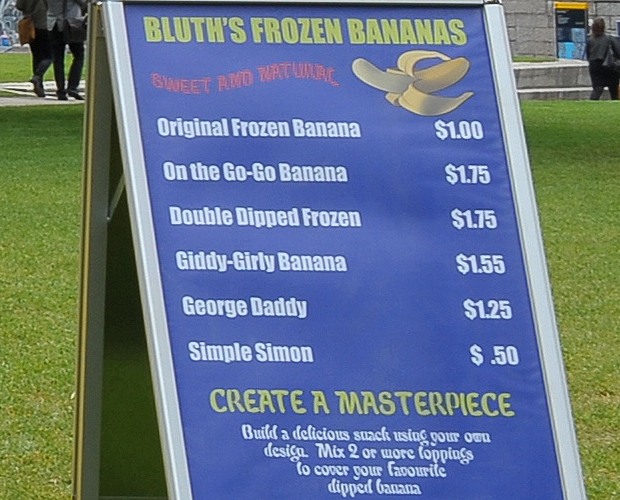 BLUTH'S FROZEN BANANAS
SWEET AND NATURAL
Original Frozen Banana $1.00
On the Go-Go Banana $1.75
Double Dipped Frozen $1.75
Giddy-Girly Banana $1.55
George Daddy $1.25
Simple Simon $ .50
CREATE A MASTERPIECE
Build a delicious snack using your own
design. Mix 2 or more toppings
to cover your favourite
dipped banana